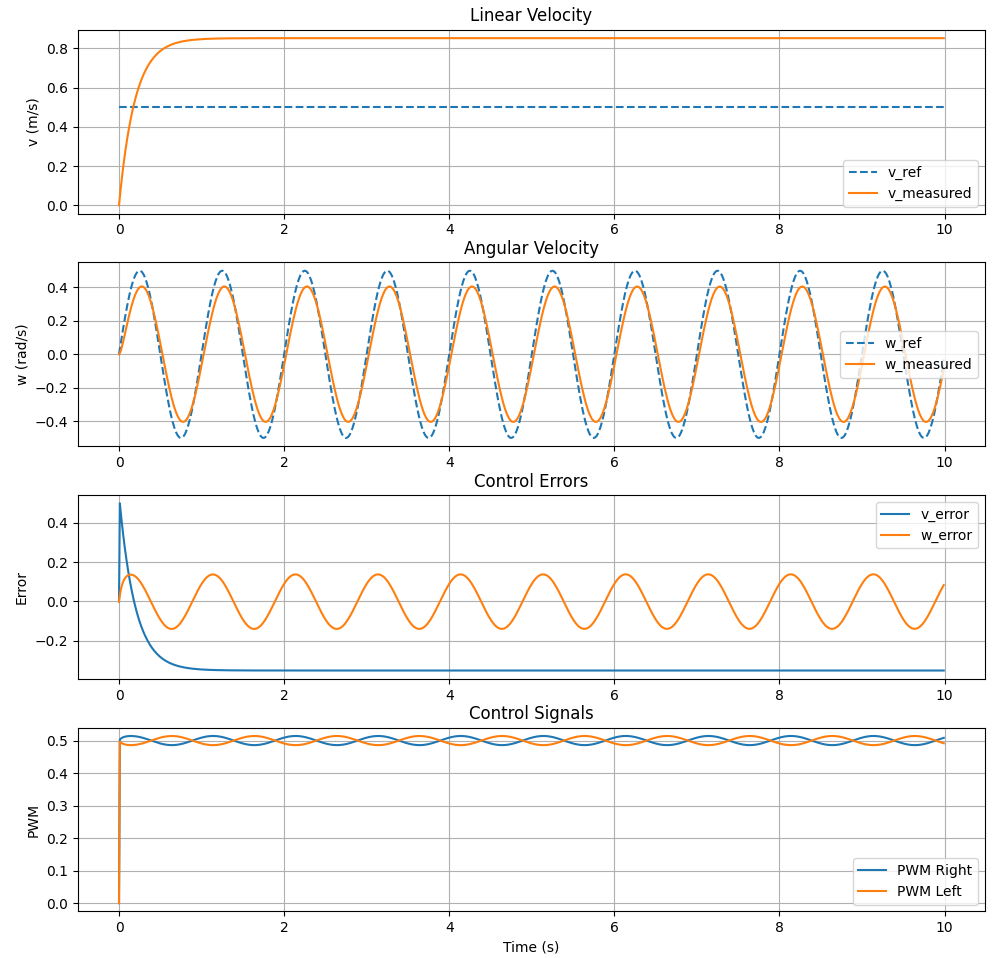 Linear Velocity
v (m/s)
0.8
0.6
0.4
0.2
0.0
v_ref
v_measured
0 2 4 6 8 10
Angular Velocity
w (rad/s)
0.4
0.2
0.0
−0.2
−0.4
w_ref
w_measured
0 2 4 6 8 10
Control Errors
Error
0.4
0.2
0.0
−0.2
v_error
w_error
0 2 4 6 8 10
Control Signals
PWM
0.5
0.4
0.3
0.2
0.1
0.0
PWM Right
PWM Left
0 2 4 6 8 10
Time (s)